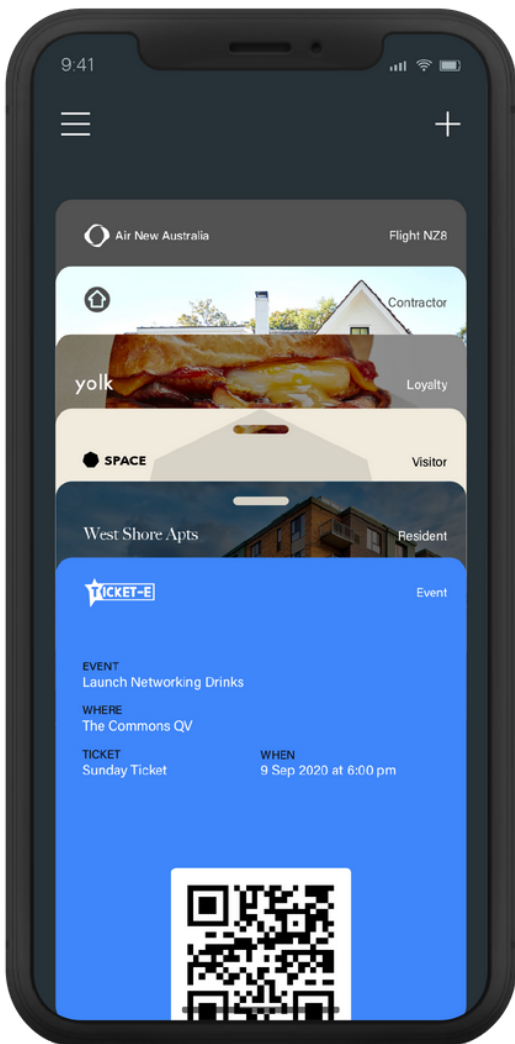 9:41
Air New Australia Flight NZ8
Contractor
yolk Loyalty
SPACE Visitor
West Shore Apts Resident
TICKET-E Event
EVENT
Launch Networking Drinks
WHERE
The Commons QV
TICKET WHEN
Sunday Ticket 9 Sep 2020 at 6:00 pm